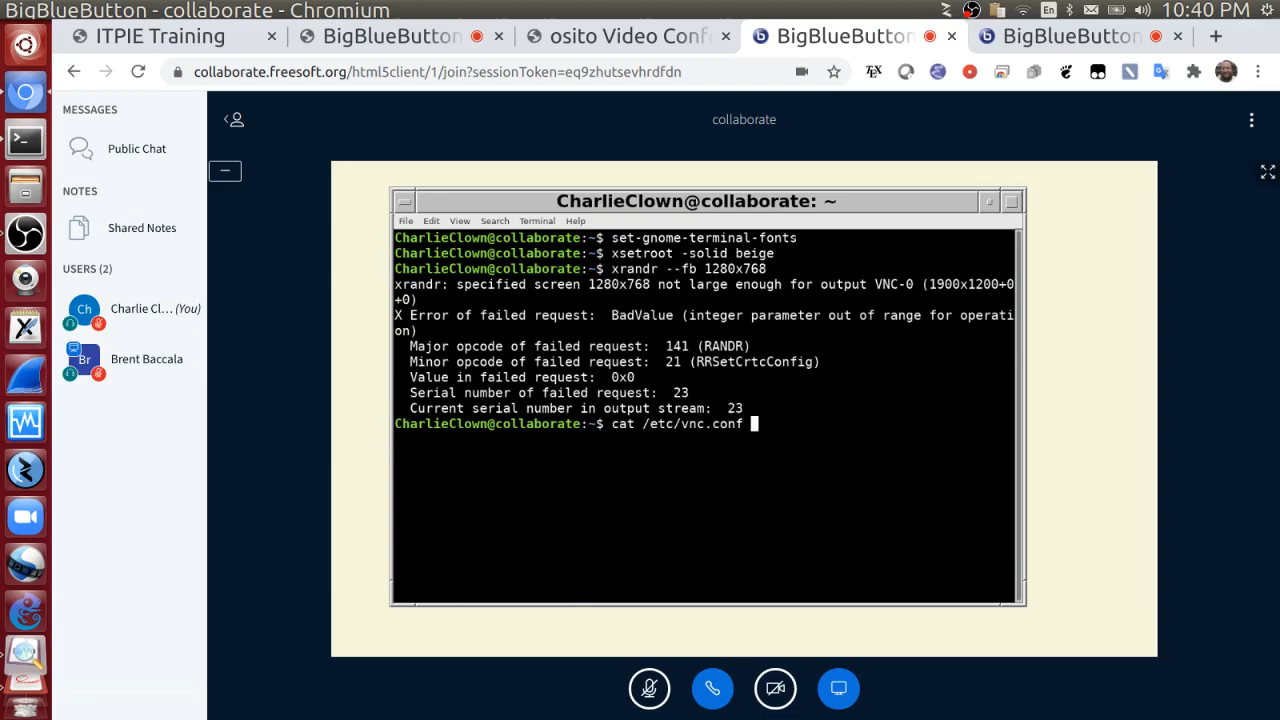 BigBlueButton - collaborate - Chromium
En
10:40 PM
ITPIE Training
BigBlueButton
osito Video Conf
BigBlueButton
BigBlueButton
collaborate.freesoft.org/html5client/1/join?sessionToken=eq9zhutsevhrdfdn
MESSAGES
Public Chat
NOTES
Shared Notes
USERS (2)
Ch
Charlie Cl… (You)
Br
Brent Baccala
collaborate
CharlieClown@collaborate: ~
File Edit View Search Terminal Help
CharlieClown@collaborate:~$ set-gnome-terminal-fonts
CharlieClown@collaborate:~$ xsetroot -solid beige
CharlieClown@collaborate:~$ xrandr --fb 1280x768
xrandr: specified screen 1280x768 not large enough for output VNC-0 (1900x1200+0
+0)
X Error of failed request:  BadValue (integer parameter out of range for operati
on)
  Major opcode of failed request:  141 (RANDR)
  Minor opcode of failed request:  21 (RRSetCrtcConfig)
  Value in failed request:  0x0
  Serial number of failed request:  23
  Current serial number in output stream:  23
CharlieClown@collaborate:~$ cat /etc/vnc.conf